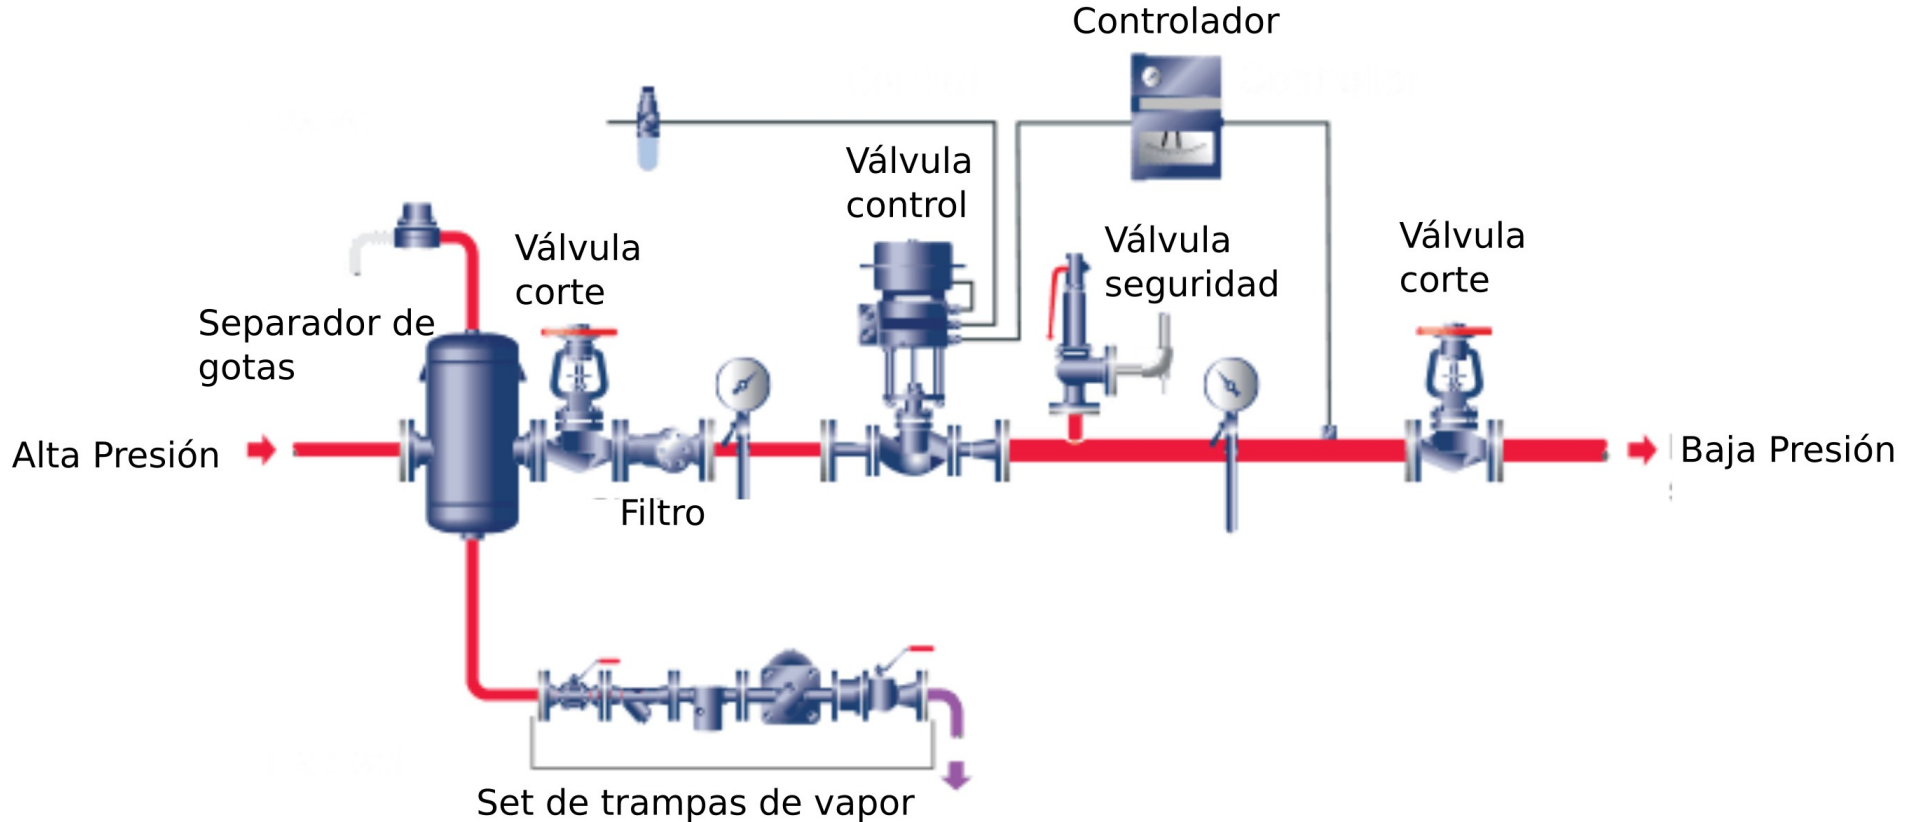 Controlador
Válvula
control
Válvula
corte
Válvula
seguridad
Válvula
corte
Separador de
gotas
Alta Presión
Baja Presión
Filtro
Set de trampas de vapor